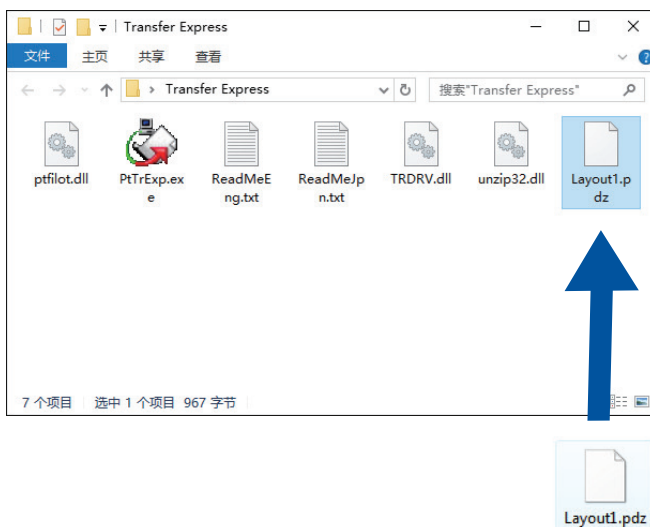 Transfer Express
文件 主页 共享 查看
Transfer Express 搜索"Transfer Express"
ptfilot.dll PtTrExp.ex ReadMeE ReadMeJp TRDRV.dll unzip32.dll Layout1.p
e ng.txt n.txt dz
7 个项目 选中 1 个项目 967 字节
Layout1.pdz